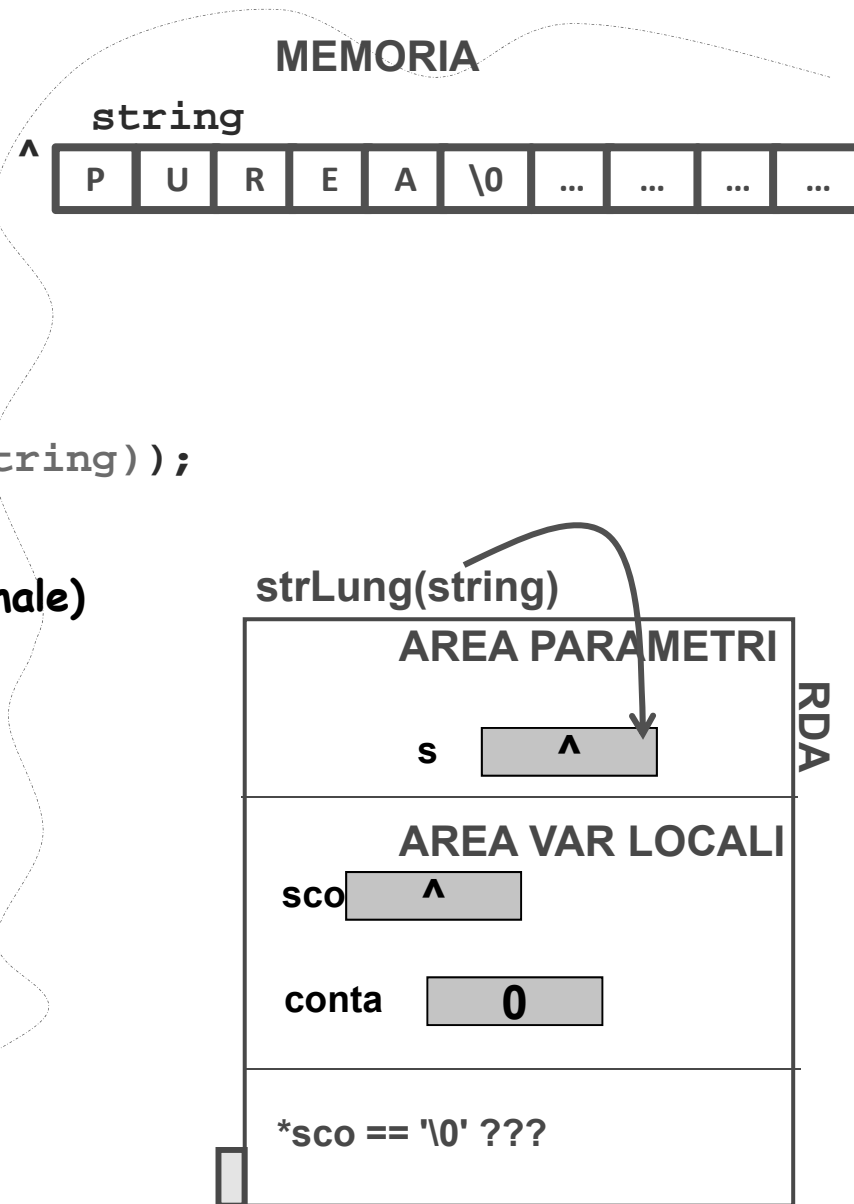 MEMORIA
string
^
P U R E A \0 ... ... ... ...
tring));
nale)
strLung(string)
AREA PARAMETRI
RDA
s ^
AREA VAR LOCALI
sco ^
conta 0
*sco == '\0' ???